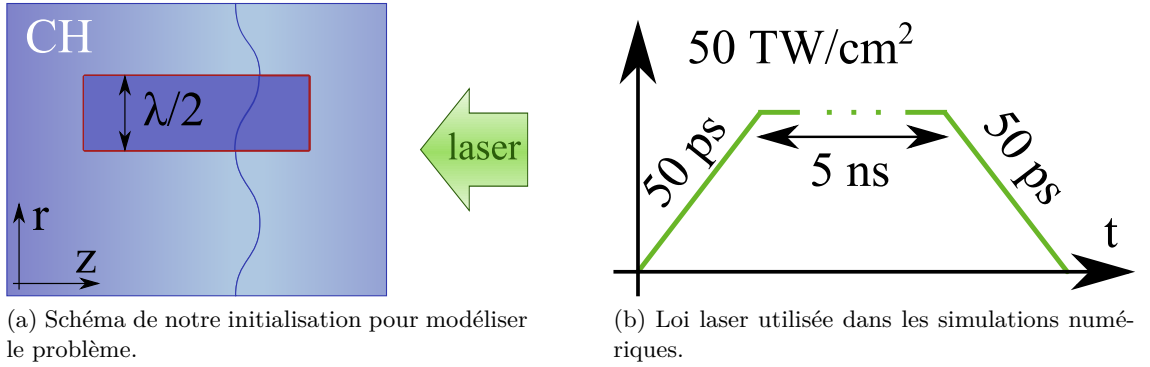 CH
λ/2
laser
r
z
(a) Schéma de notre initialisation pour modéliser
le problème.
50 TW/cm²
50 ps
5 ns
50 ps
t
(b) Loi laser utilisée dans les simulations numé-
riques.